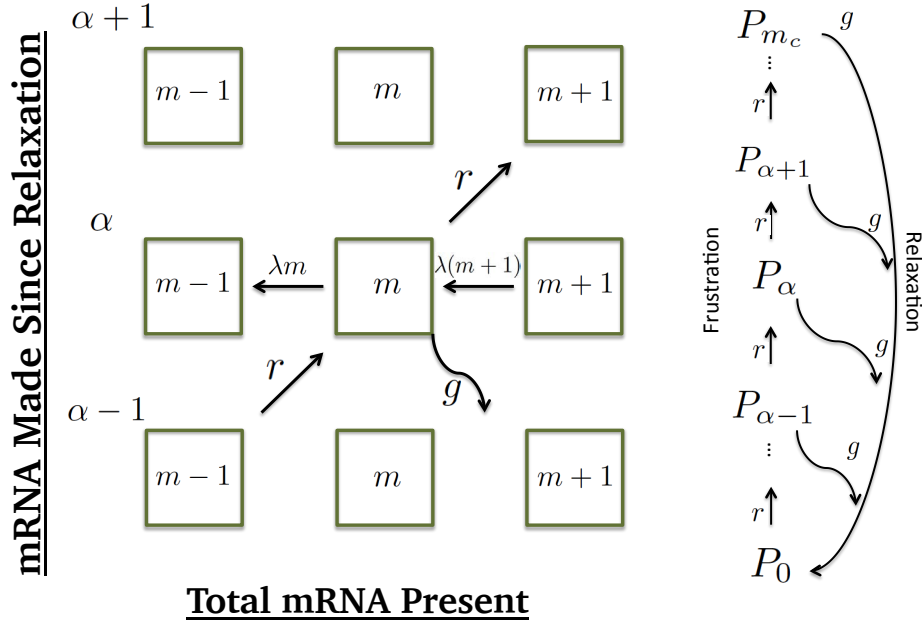 mRNA Made Since Relaxation
α + 1
m − 1
m
m + 1
r
α
m − 1
λm
m
λ(m + 1)
m + 1
r
g
α − 1
m − 1
m
m + 1
Total mRNA Present
P_{m_c}
g
...
r
P_{α+1}
g
r
Frustration
Relaxation
P_α
g
r
P_{α−1}
g
...
r
P_0